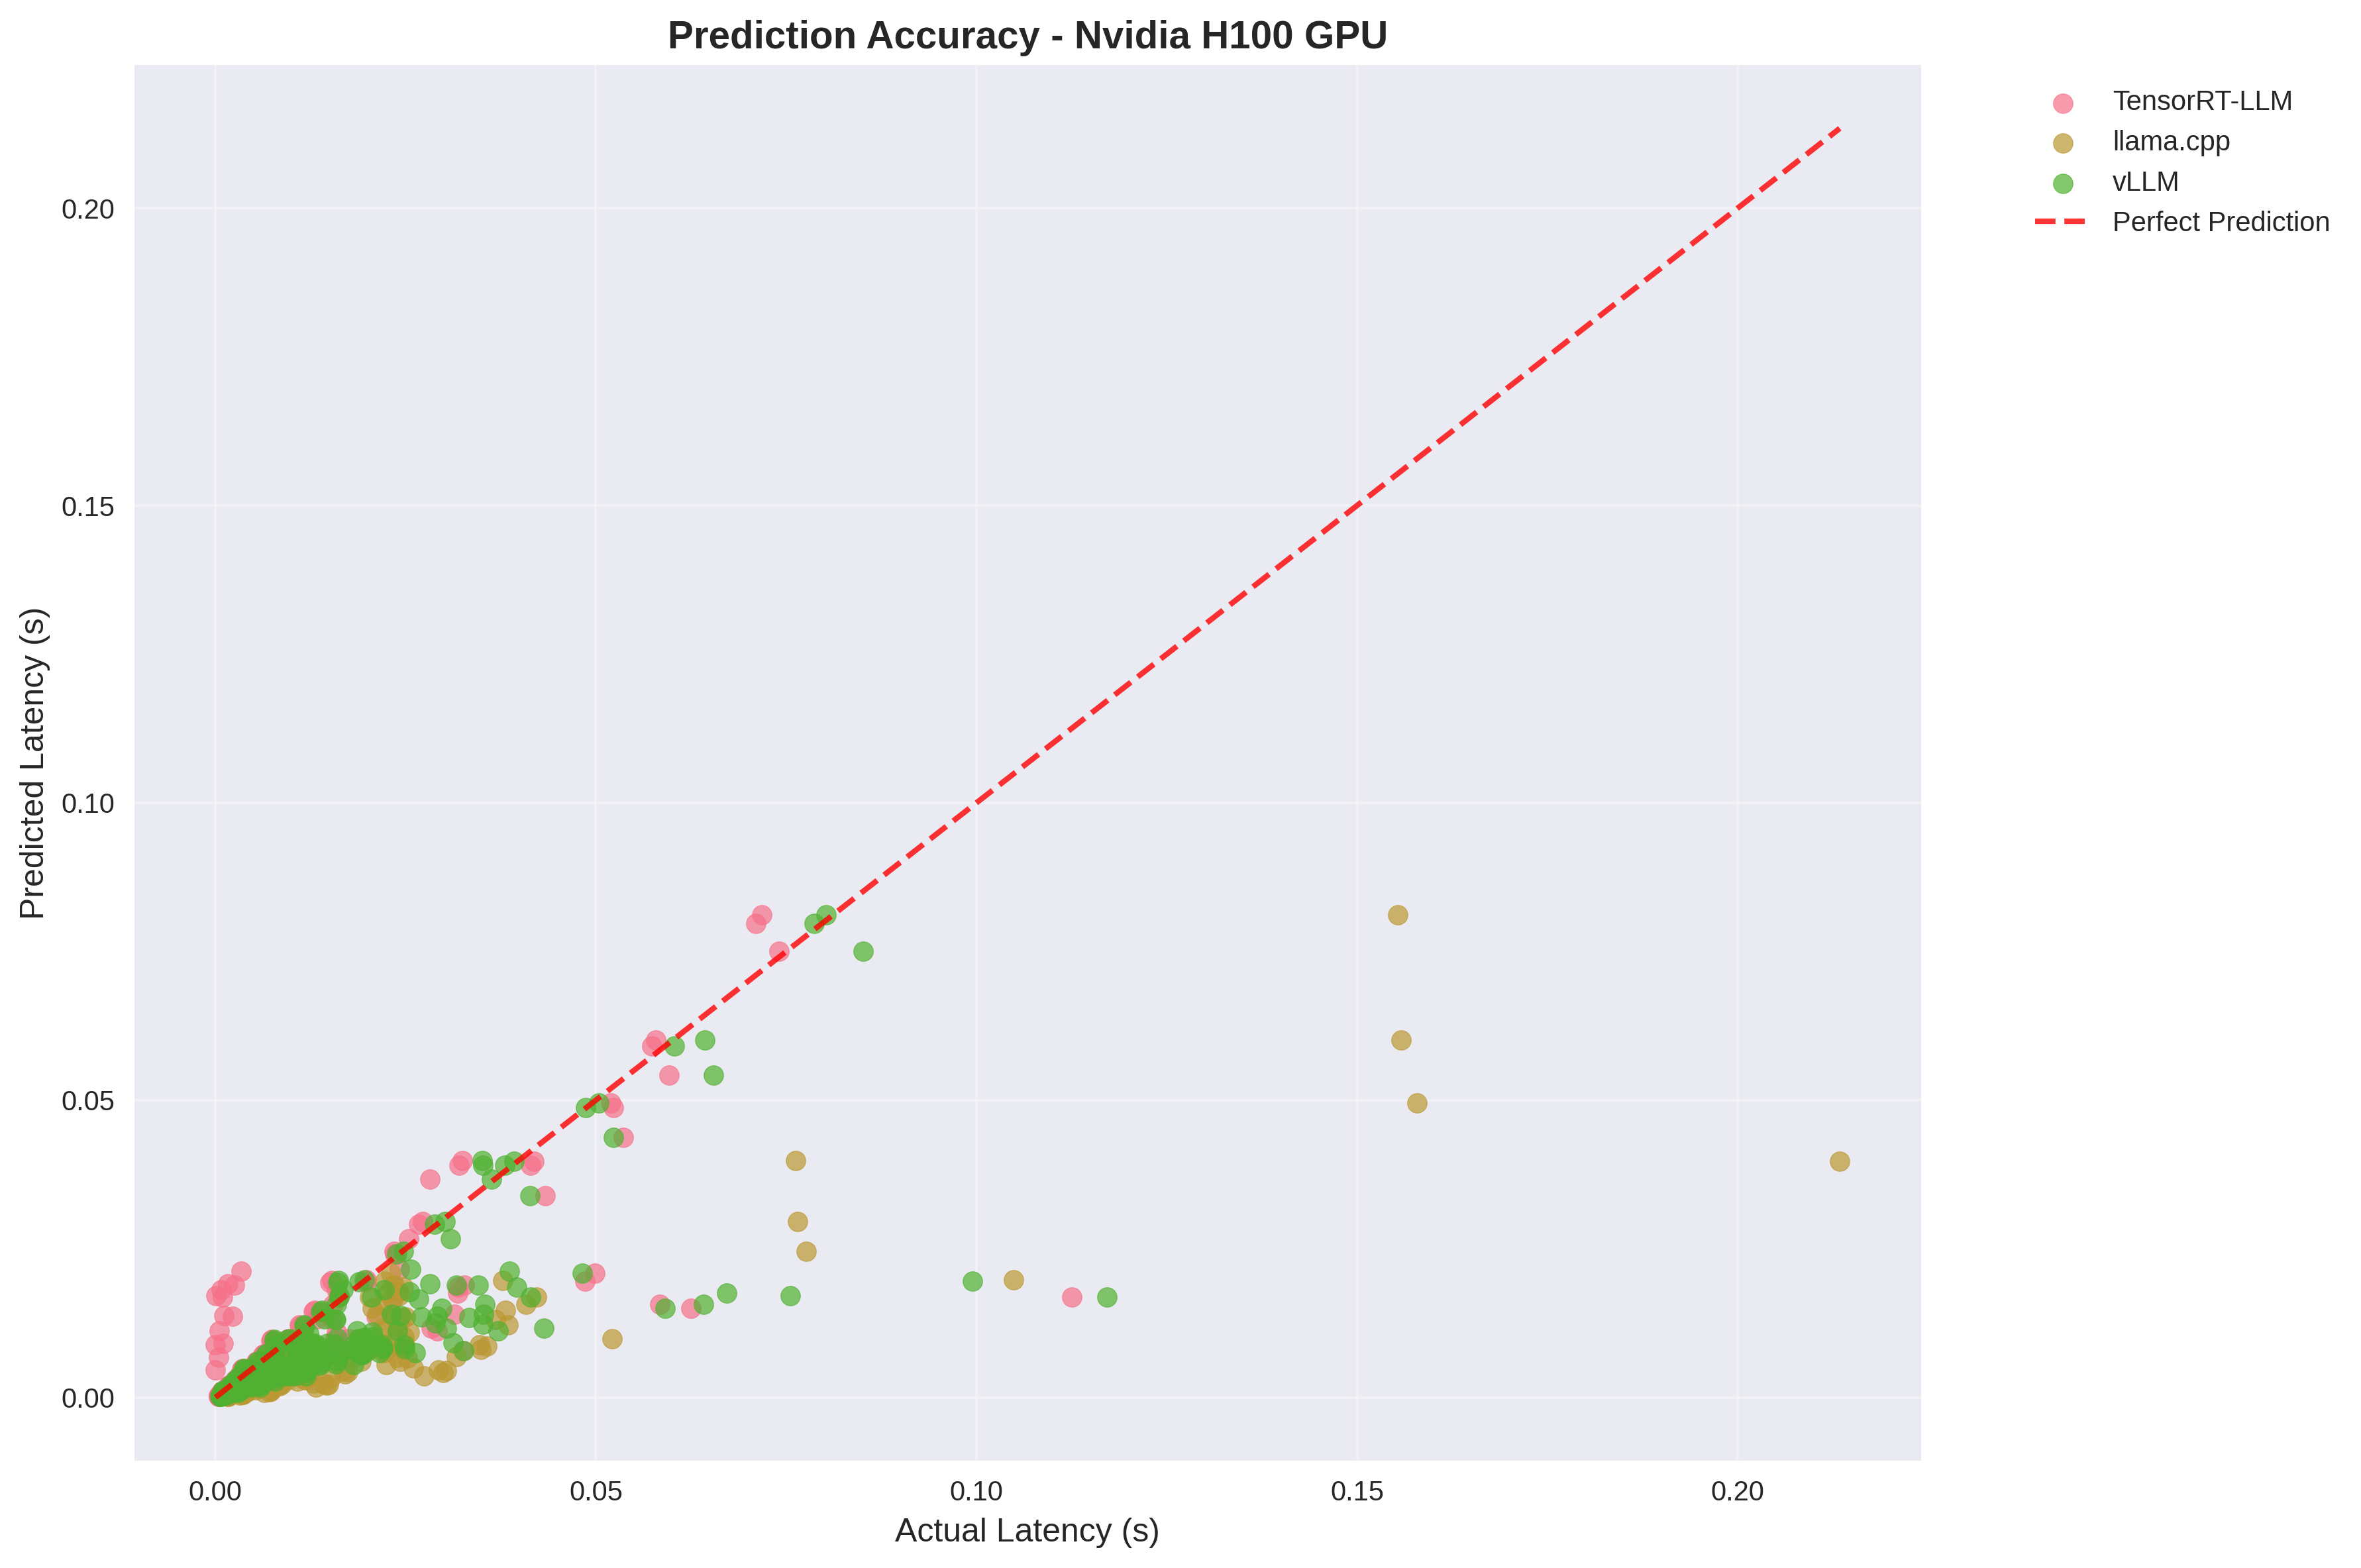 Prediction Accuracy - Nvidia H100 GPU
TensorRT-LLM
llama.cpp
vLLM
Perfect Prediction
Predicted Latency (s)
0.20
0.15
0.10
0.05
0.00
0.00 0.05 0.10 0.15 0.20
Actual Latency (s)